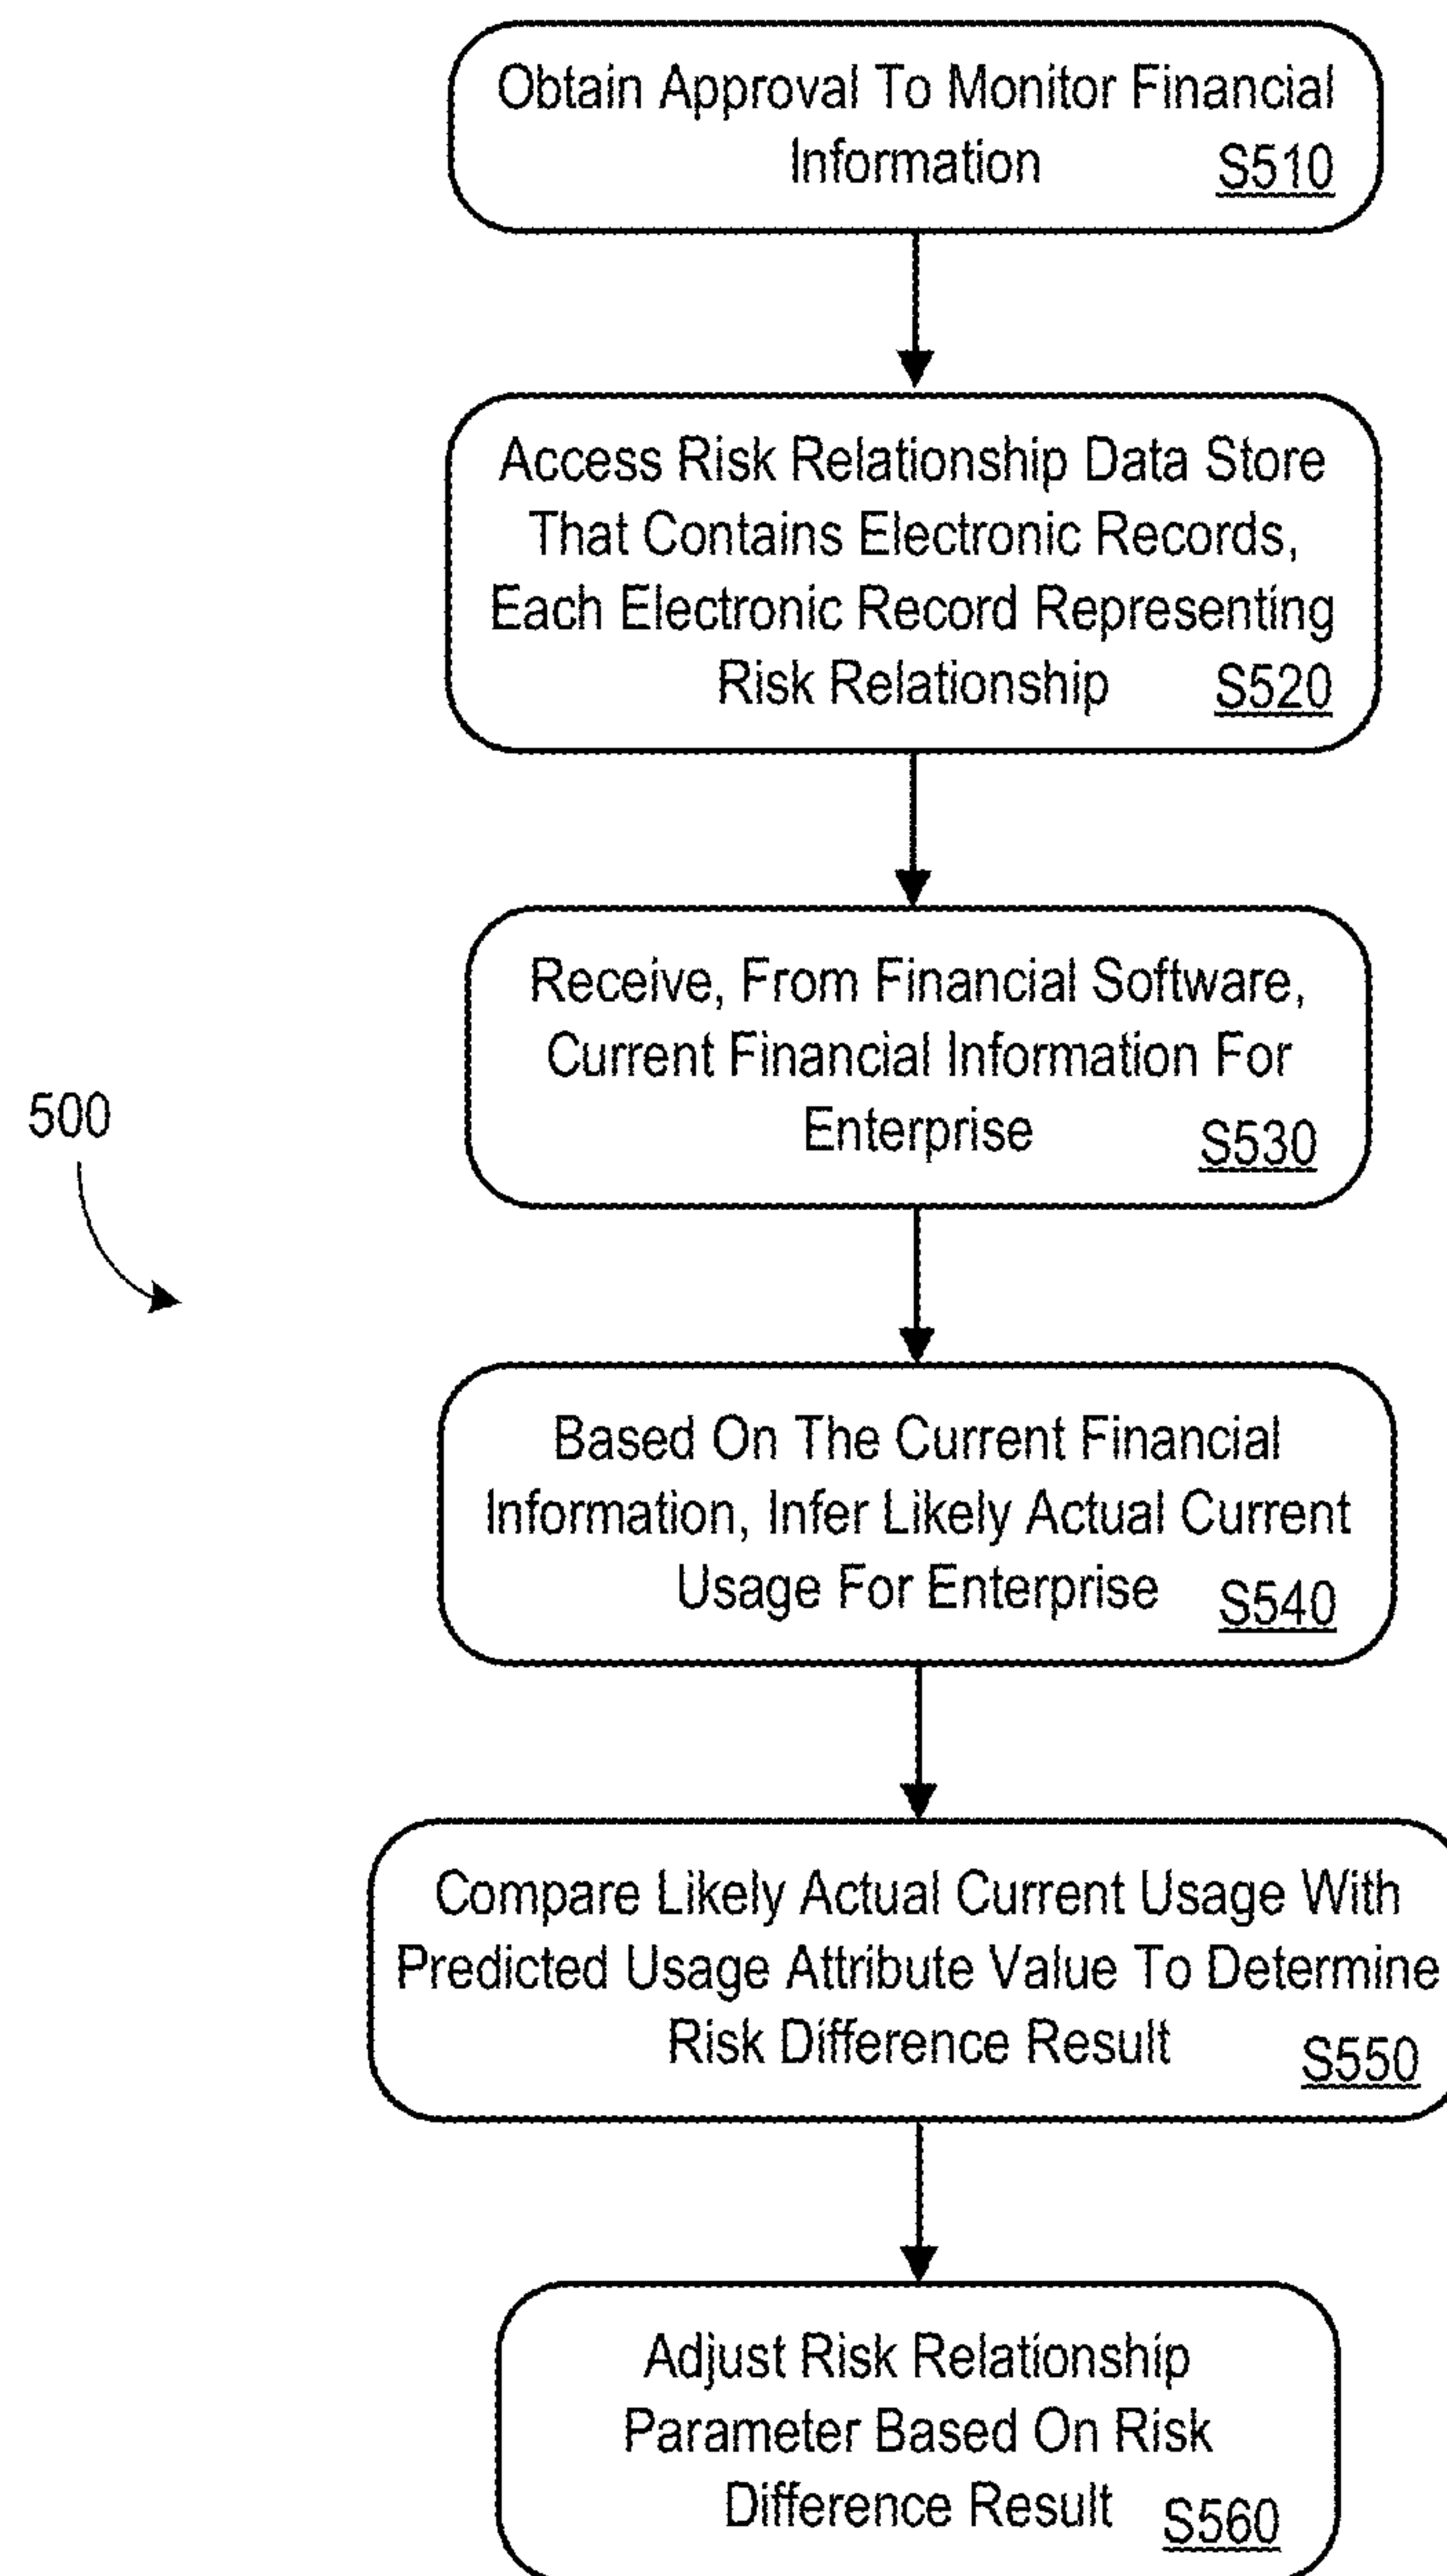 Obtain Approval To Monitor Financial
Information S510
Access Risk Relationship Data Store
That Contains Electronic Records,
Each Electronic Record Representing
Risk Relationship S520
Receive, From Financial Software,
Current Financial Information For
Enterprise S530
500
Based On The Current Financial
Information, Infer Likely Actual Current
Usage For Enterprise S540
Compare Likely Actual Current Usage With
Predicted Usage Attribute Value To Determine
Risk Difference Result S550
Adjust Risk Relationship
Parameter Based On Risk
Difference Result S560